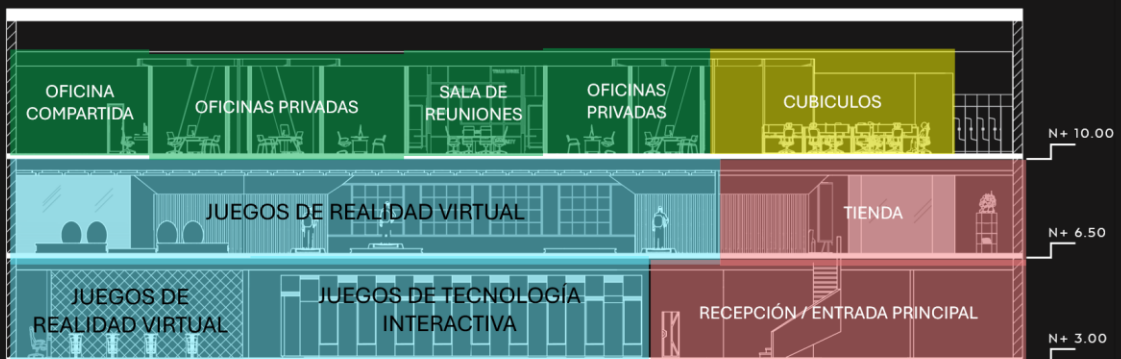 OFICINA
COMPARTIDA
OFICINAS PRIVADAS
SALA DE
REUNIONES
OFICINAS
PRIVADAS
CUBICULOS
N+ 10.00
JUEGOS DE REALIDAD VIRTUAL
TIENDA
N+ 6.50
JUEGOS DE
REALIDAD VIRTUAL
JUEGOS DE TECNOLOGÍA
INTERACTIVA
RECEPCIÓN / ENTRADA PRINCIPAL
N+ 3.00